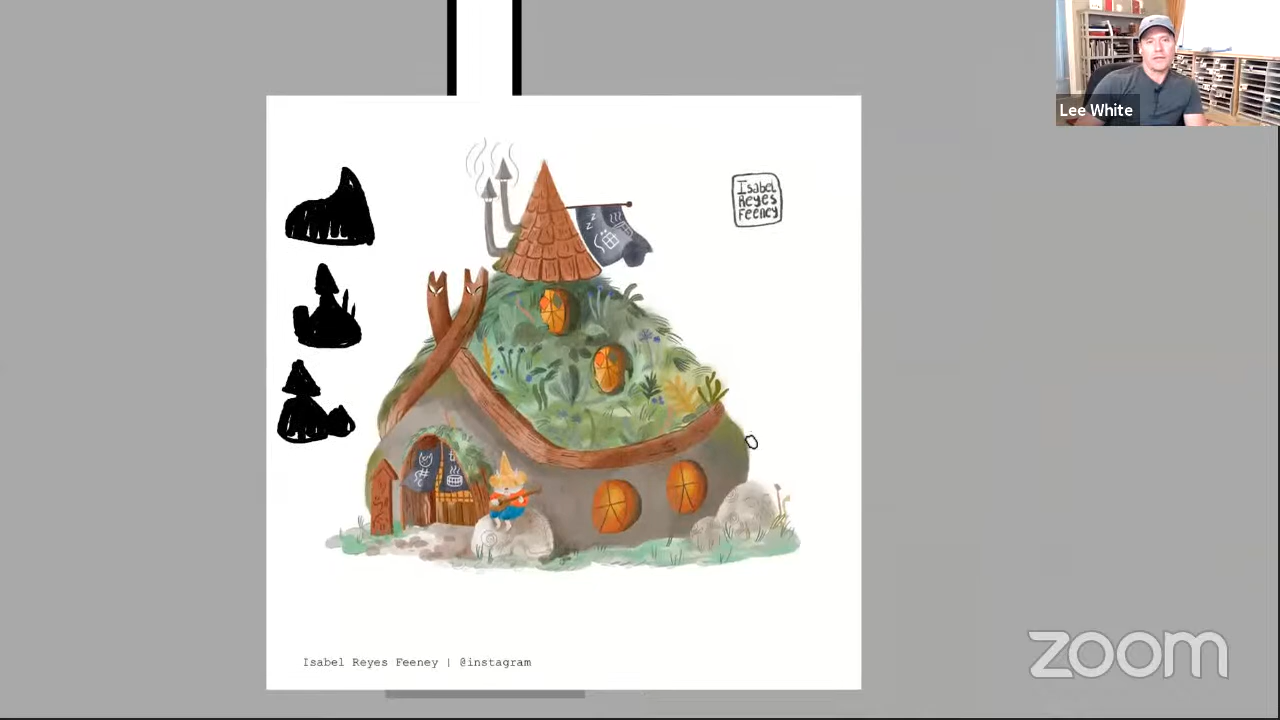 Lee White
Isabel
Reyes
Feeney
z
z
Isabel Reyes Feeney | @instagram
zoom